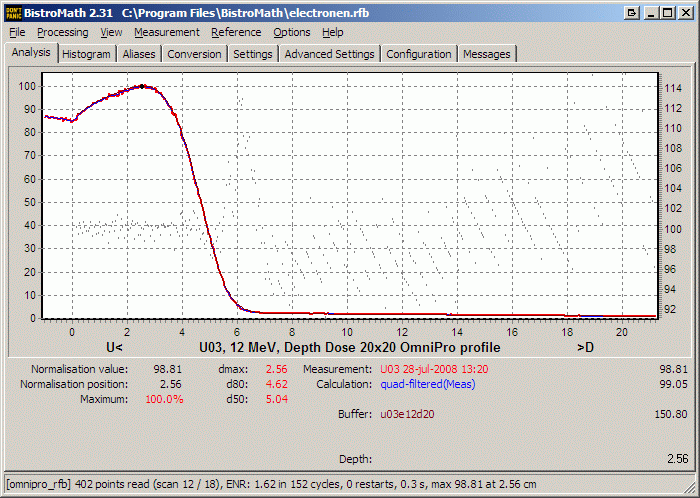 DON'T PANIC BistroMath 2.31 C:\Program Files\BistroMath\electronen.rfb
File Processing View Measurement Reference Options Help
Analysis Histogram Aliases Conversion Settings Advanced Settings Configuration Messages
100 90 80 70 60 50 40 30 20 10 0
114 112 110 108 106 104 102 100 98 96 94 92
0 2 4 6 8 10 12 14 16 18 20
U< U03, 12 MeV, Depth Dose 20x20 OmniPro profile >D
Normalisation value: 98.81 dmax: 2.56 Measurement: U03 28-jul-2008 13:20 98.81
Normalisation position: 2.56 d80: 4.62 Calculation: quad-filtered(Meas) 99.05
Maximum: 100.0% d50: 5.04
Buffer: u03e12d20 150.80
Depth: 2.56
[omnipro_rfb] 402 points read (scan 12 / 18), ENR: 1.62 in 152 cycles, 0 restarts, 0.3 s, max 98.81 at 2.56 cm